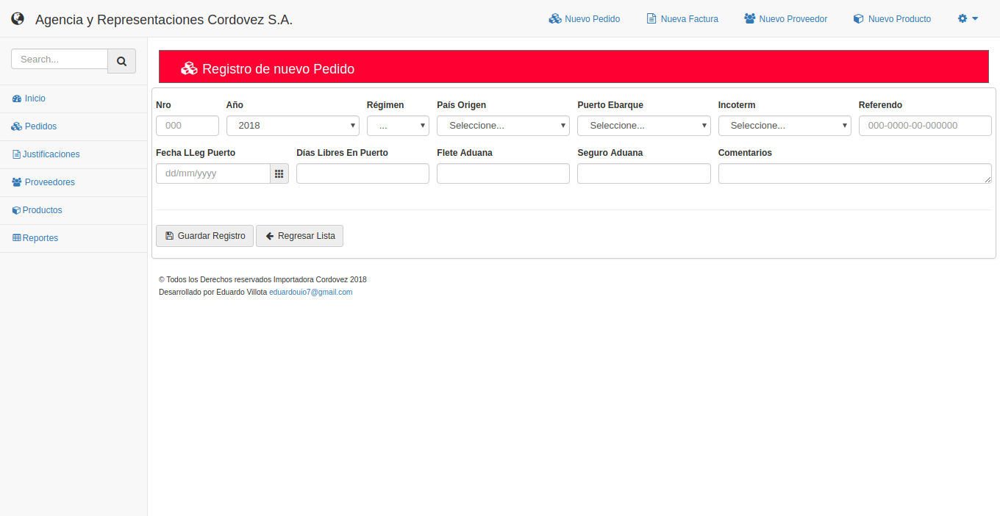 Agencia y Representaciones Cordovez S.A. Nuevo Pedido Nueva Factura Nuevo Proveedor Nuevo Producto
Search...
Inicio
Pedidos
Justificaciones
Proveedores
Productos
Reportes
Registro de nuevo Pedido
Nro Año Régimen País Origen Puerto Ebarque Incoterm Referendo
000 2018 ... Seleccione... Seleccione... Seleccione... 000-0000-00-000000
Fecha LLeg Puerto Días Libres En Puerto Flete Aduana Seguro Aduana Comentarios
dd/mm/yyyy
Guardar Registro Regresar Lista
© Todos los Derechos reservados Importadora Cordovez 2018
Desarrollado por Eduardo Villota eduardouio7@gmail.com